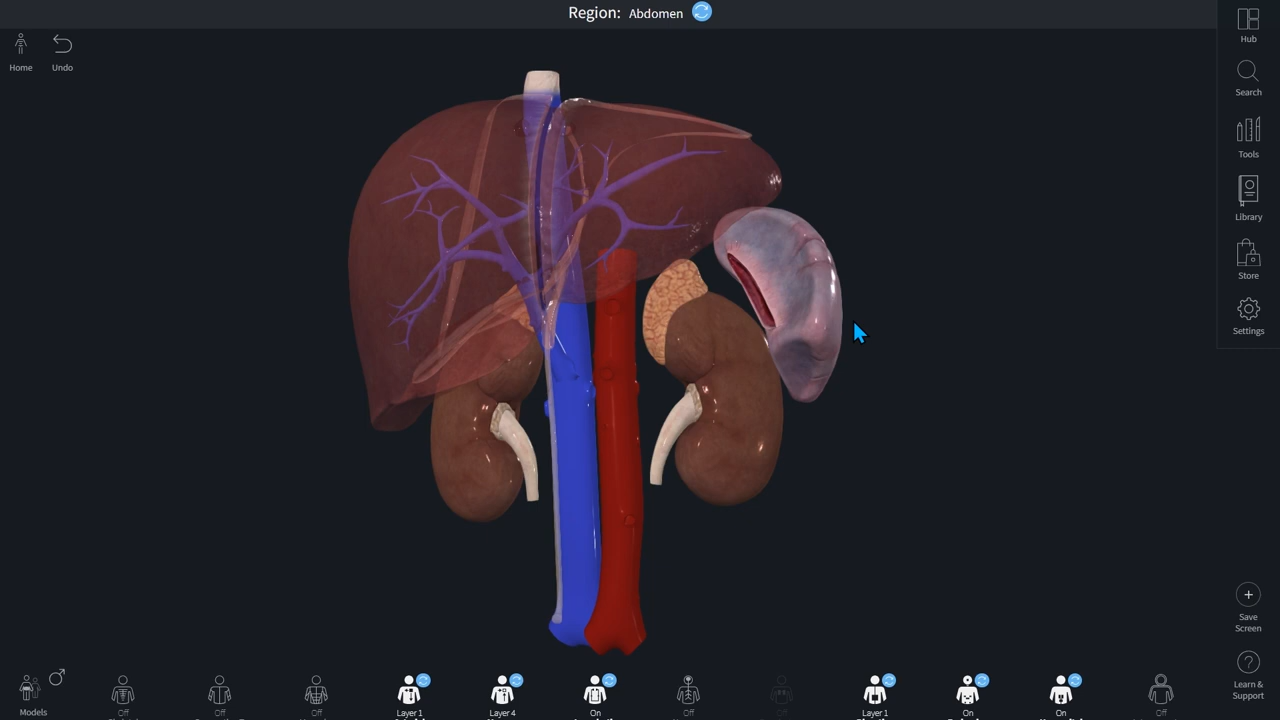 Region: Abdomen
Home
Undo
Hub
Search
Tools
Library
Store
Settings
Save
Screen
Learn &
Support
Models
Off
Off
Off
Layer 1
Layer 4
On
Off
Off
Layer 1
On
On
Off